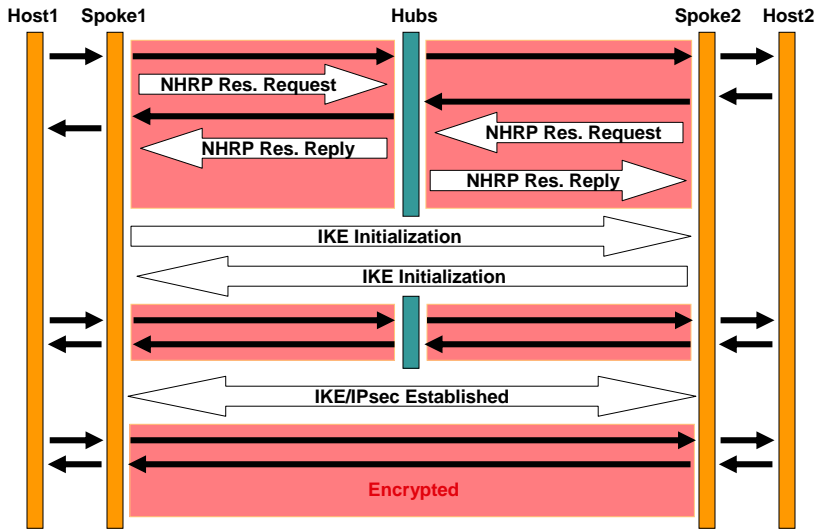 Host1 Spoke1 Hubs Spoke2 Host2
NHRP Res. Request
NHRP Res. Request
NHRP Res. Reply
NHRP Res. Reply
IKE Initialization
IKE Initialization
IKE/IPsec Established
Encrypted